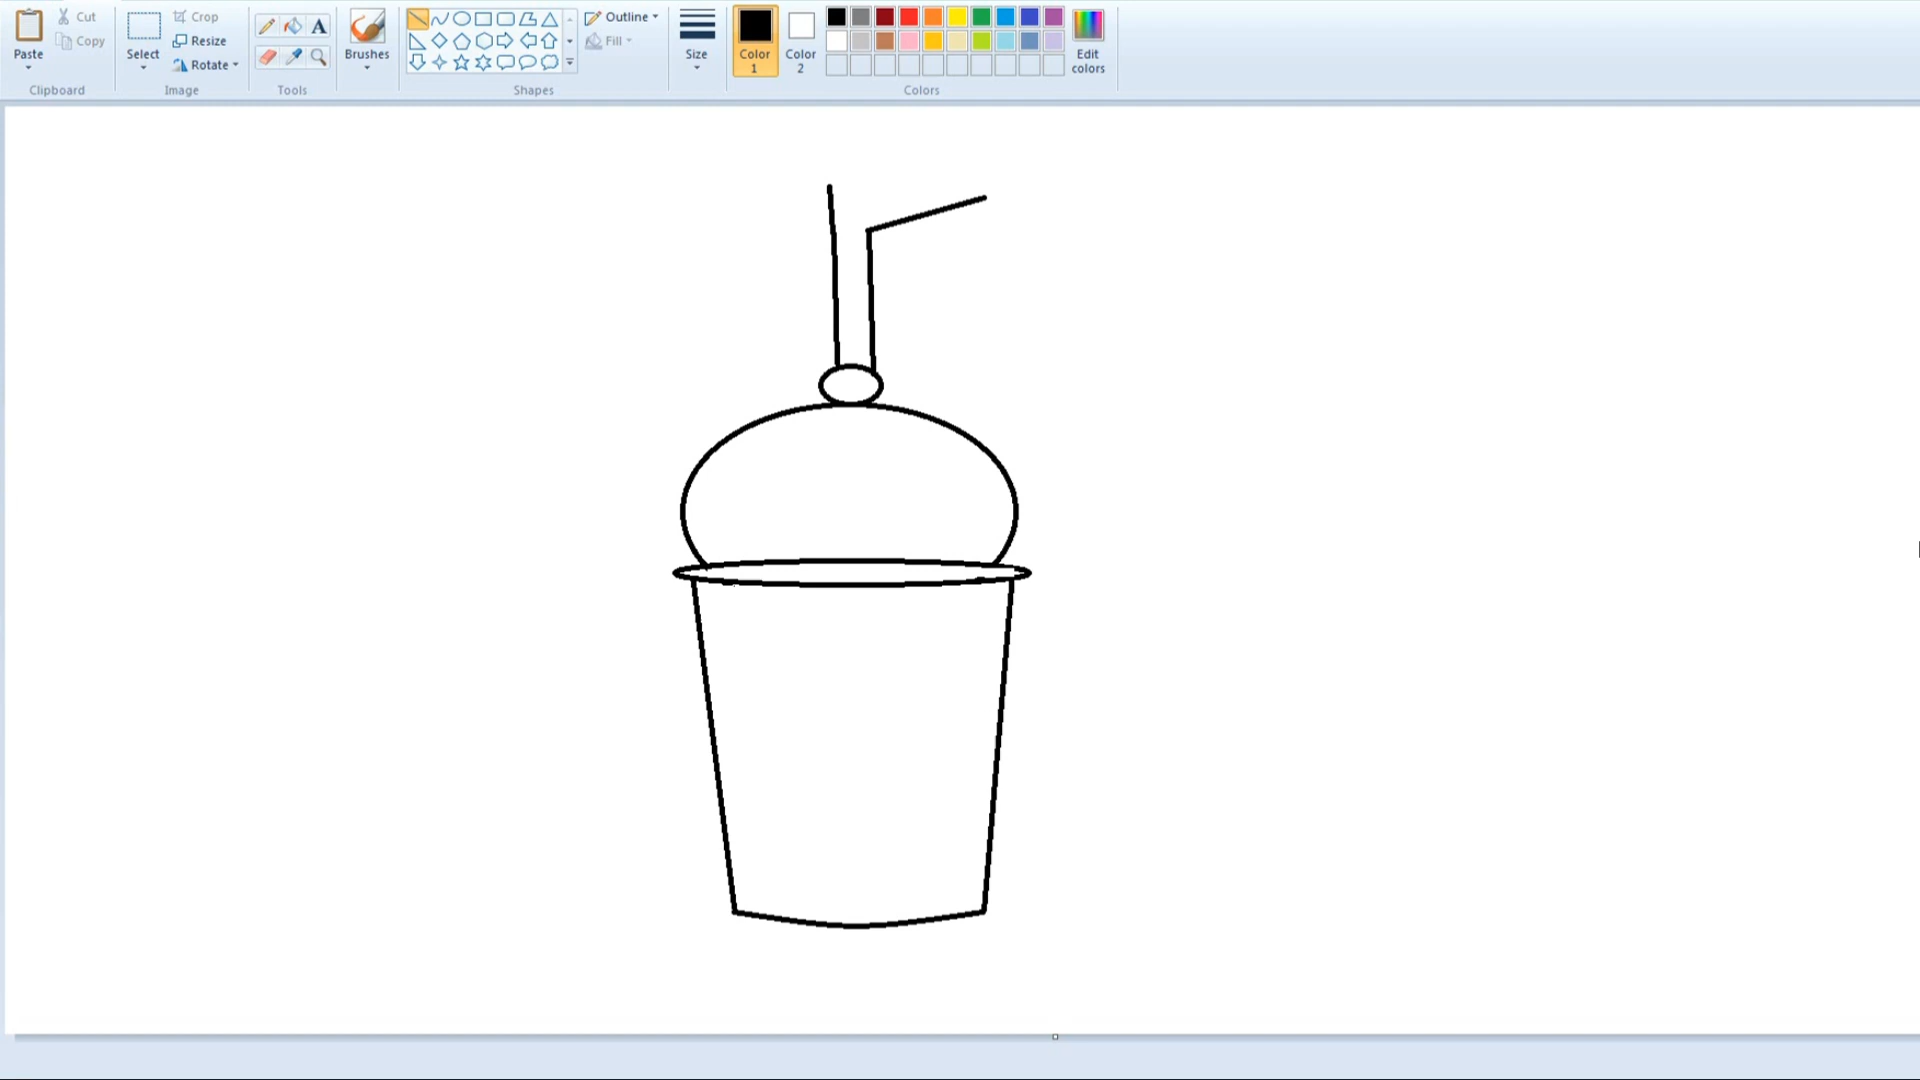 Paste
Cut
Copy
Clipboard
Select
Crop
Resize
Rotate
Image
A
Tools
Brushes
Shapes
Outline
Fill
Size
Color
1
Color
2
Edit
colors
Colors